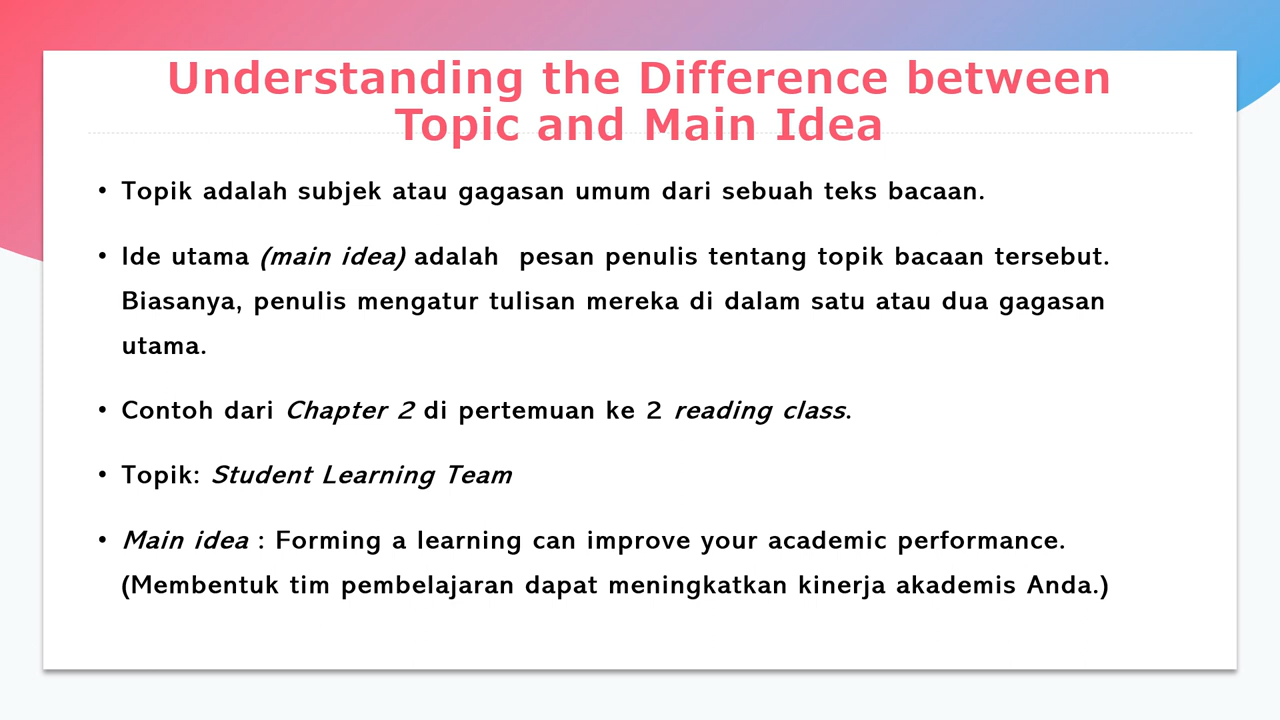 Understanding the Difference between
Topic and Main Idea
• Topik adalah subjek atau gagasan umum dari sebuah teks bacaan.
• Ide utama (main idea) adalah  pesan penulis tentang topik bacaan tersebut.
Biasanya, penulis mengatur tulisan mereka di dalam satu atau dua gagasan
utama.
• Contoh dari Chapter 2 di pertemuan ke 2 reading class.
• Topik: Student Learning Team
• Main idea : Forming a learning can improve your academic performance.
(Membentuk tim pembelajaran dapat meningkatkan kinerja akademis Anda.)